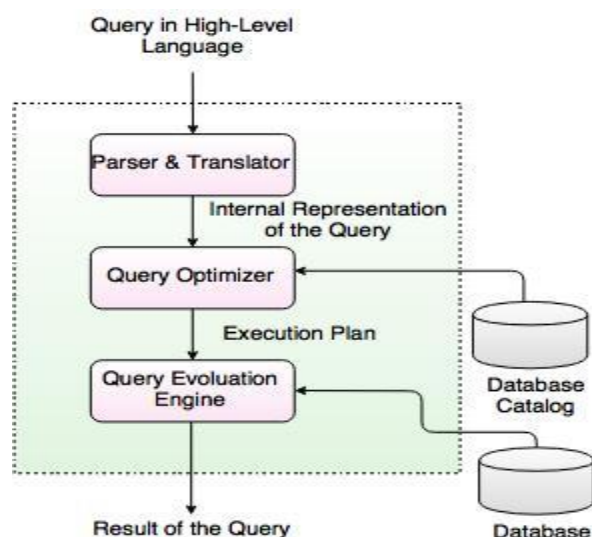 Query in High-Level
Language
Parser & Translator
Internal Representation
of the Query
Query Optimizer
Execution Plan
Database
Catalog
Query Evoluation
Engine
Result of the Query
Database